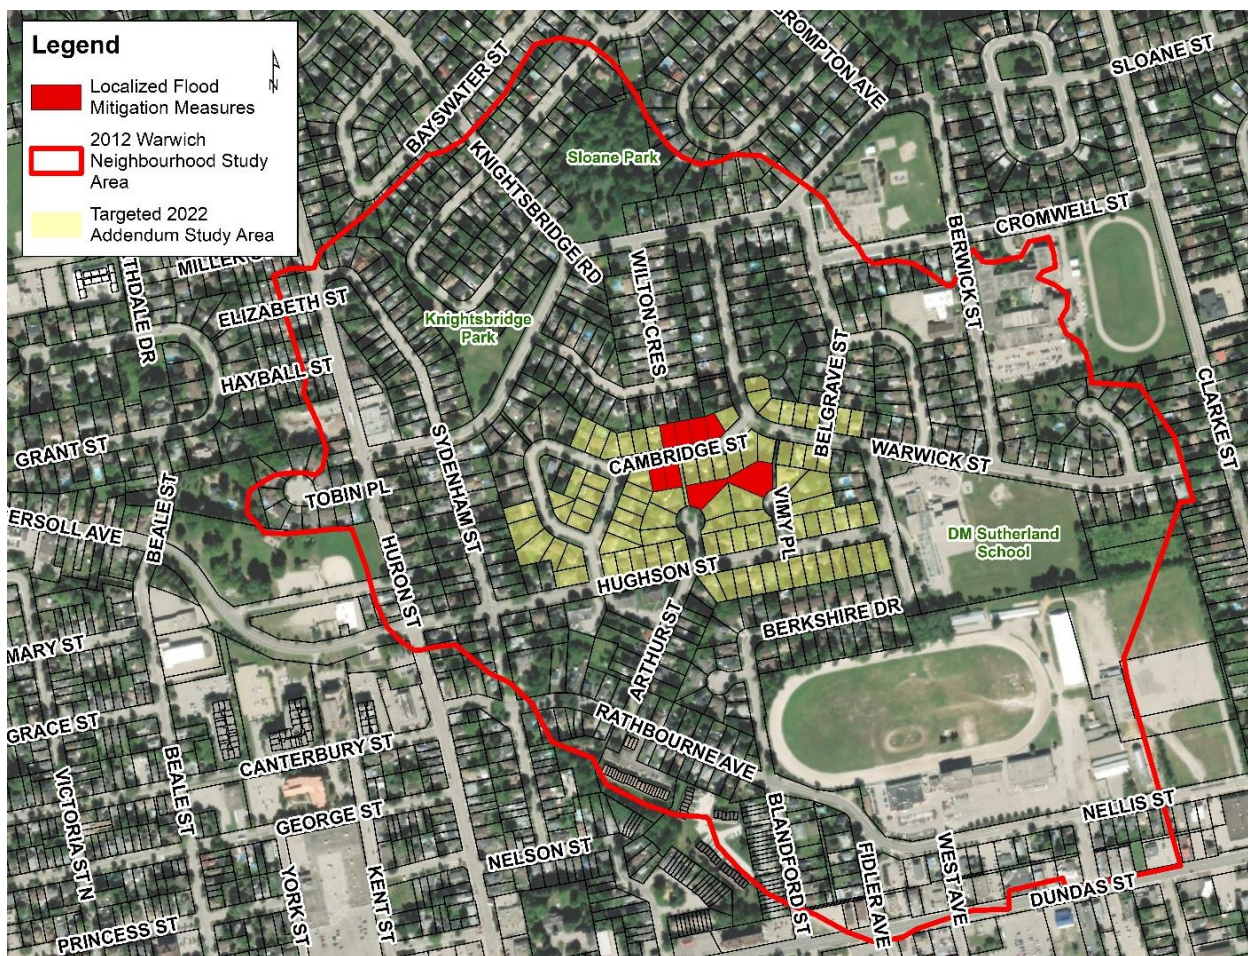 Legend
Localized Flood
Mitigation Measures
2012 Warwich
Neighbourhood Study
Area
Targeted 2022
Addendum Study Area
N
BAYSWATER ST
CROMPTON AVE
SLOANE ST
Sloane Park
KNIGHTSBRIDGE RD
CROMWELL ST
BERWICK ST
MILLER
THDALE DR
ELIZABETH ST
WILTON CRES
Knightsbridge
Park
HAYBALL ST
BELGRAVE ST
CLARKE ST
GRANT ST
SYDENHAM ST
CAMBRIDGE ST
WARWICK ST
TOBIN PL
BEALE ST
ERSOLL AVE
VIMY PL
DM Sutherland
School
HURON ST
HUGHSON ST
BERKSHIRE DR
MARY ST
ARTHUR ST
GRACE ST
RATHBOURNE AVE
CANTERBURY ST
BEALE ST
VICTORIA ST N
GEORGE ST
NELLIS ST
BLANDFORD ST
NELSON ST
FIDLER AVE
WEST AVE
DUNDAS ST
YORK ST
KENT ST
PRINCESS ST